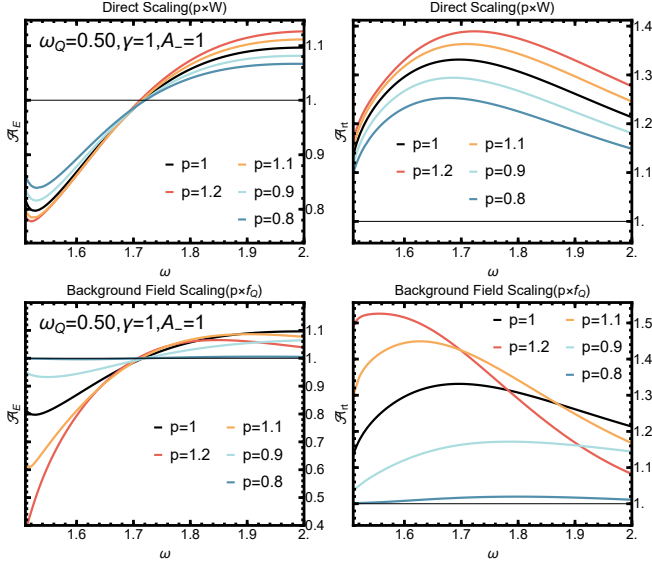 Direct Scaling(p×W)
ω_Q=0.50,γ=1,A_−=1
𝒜_E
1.1
1.
0.9
0.8
p=1
p=1.1
p=1.2
p=0.9
p=0.8
1.6
1.7
1.8
1.9
2.
ω
Direct Scaling(p×W)
𝒜_rt
1.4
1.3
1.2
1.1
1.
p=1
p=1.1
p=1.2
p=0.9
p=0.8
1.6
1.7
1.8
1.9
2.
ω
Background Field Scaling(p×f_Q)
ω_Q=0.50,γ=1,A_−=1
𝒜_E
1.1
1.
0.9
0.8
0.7
0.6
0.5
0.4
p=1
p=1.1
p=1.2
p=0.9
p=0.8
1.6
1.7
1.8
1.9
2.
ω
Background Field Scaling(p×f_Q)
𝒜_rt
1.5
1.4
1.3
1.2
1.1
1.
p=1
p=1.1
p=1.2
p=0.9
p=0.8
1.6
1.7
1.8
1.9
2.
ω